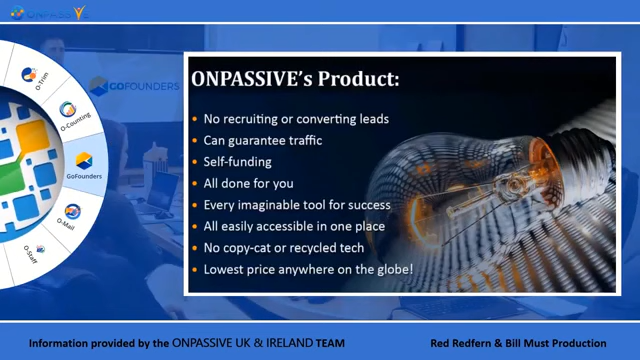 ONPASSIVE
O-Trim
O-Counting
GoFounders
O-Mail
O-Staff
GOFOUNDERS
ONPASSIVE's Product:
• No recruiting or converting leads
• Can guarantee traffic
• Self-funding
• All done for you
• Every imaginable tool for success
• All easily accessible in one place
• No copy-cat or recycled tech
• Lowest price anywhere on the globe!
Information provided by the ONPASSIVE UK & IRELAND TEAM
Red Redfern & Bill Must Production